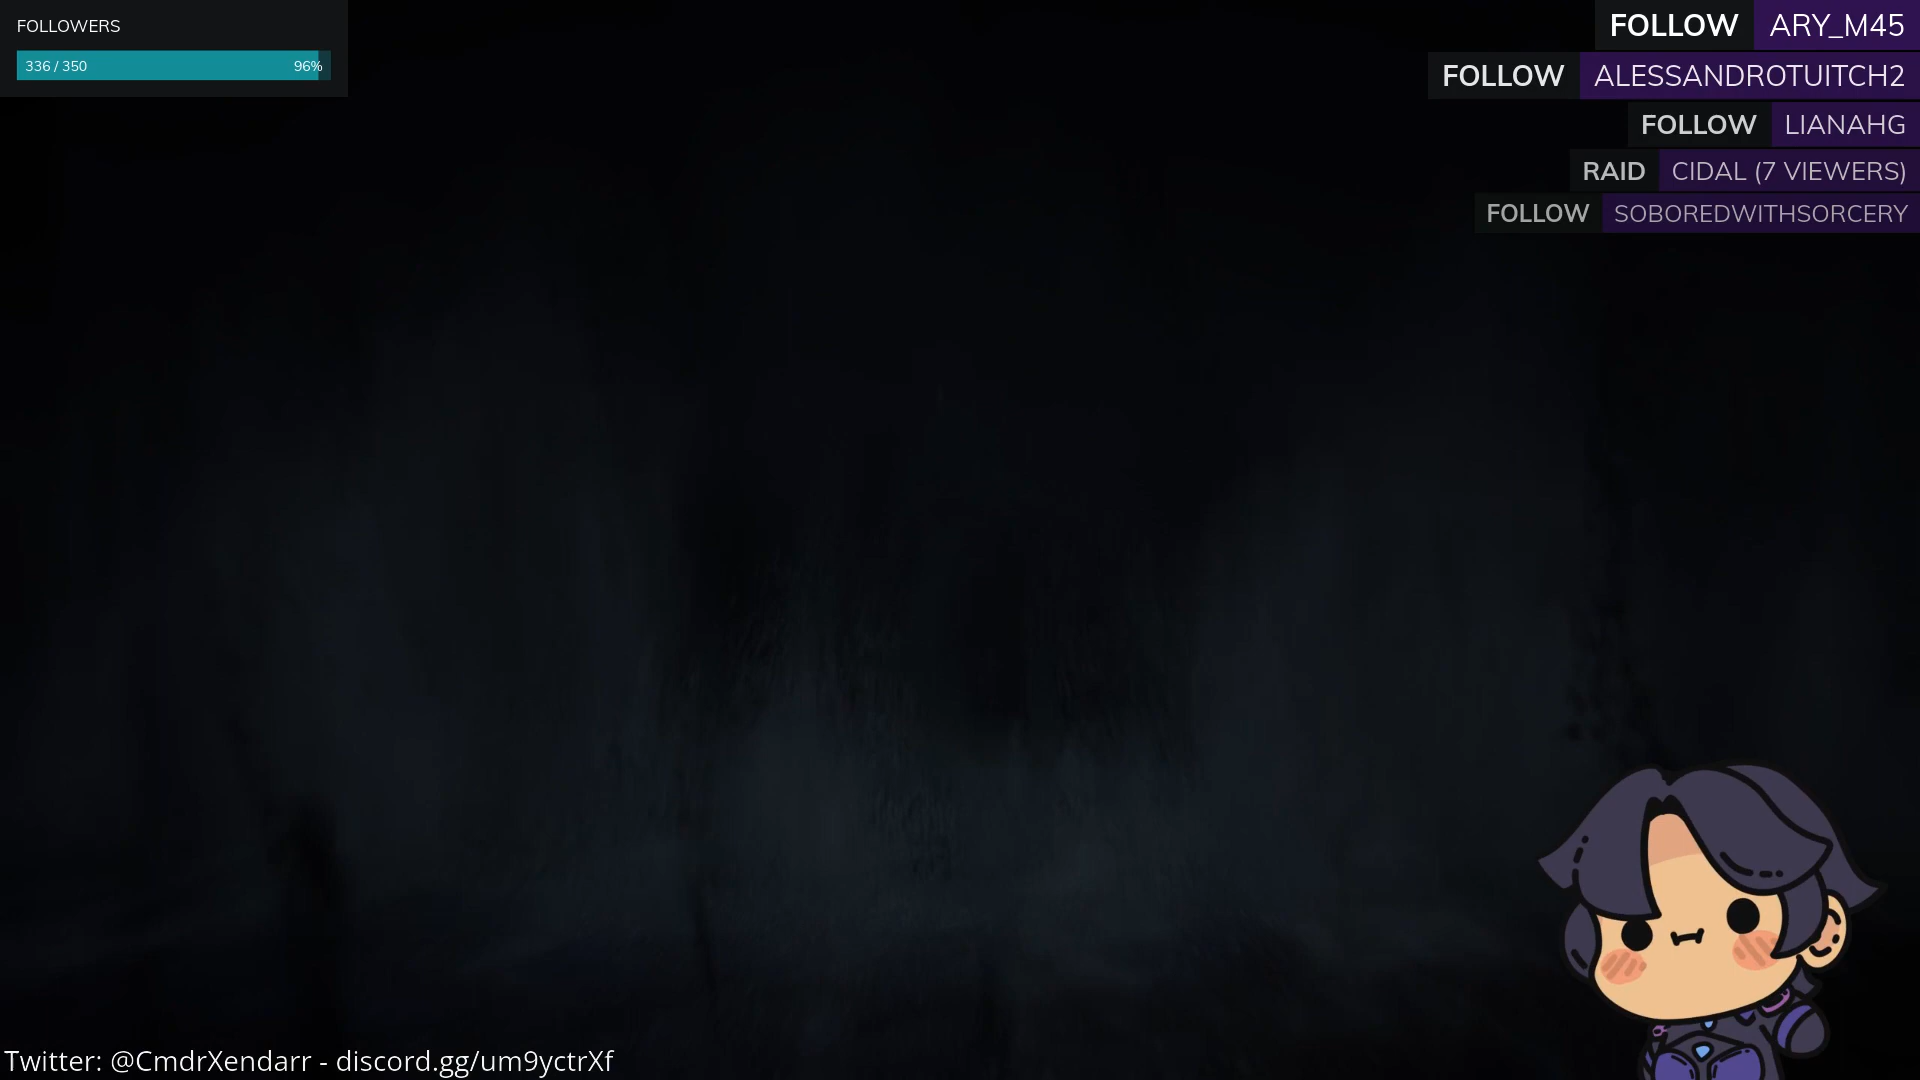 FOLLOWERS
336 / 350 96%
FOLLOW ARY_M45
FOLLOW ALESSANDROTUITCH2
FOLLOW LIANAHG
RAID CIDAL (7 VIEWERS)
FOLLOW SOBOREDWITHSORCERY
Twitter: @CmdrXendarr - discord.gg/um9yctrXf